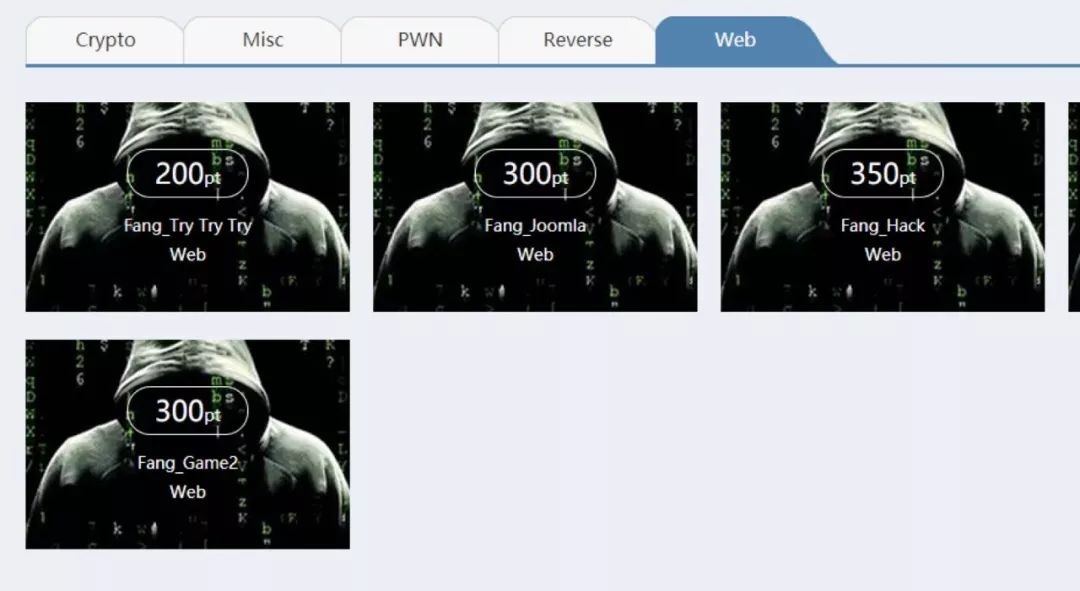 Crypto
Misc
PWN
Reverse
Web
200pt
Fang_Try Try Try
Web
300pt
Fang_Joomla
Web
350pt
Fang_Hack
Web
300pt
Fang_Game2
Web